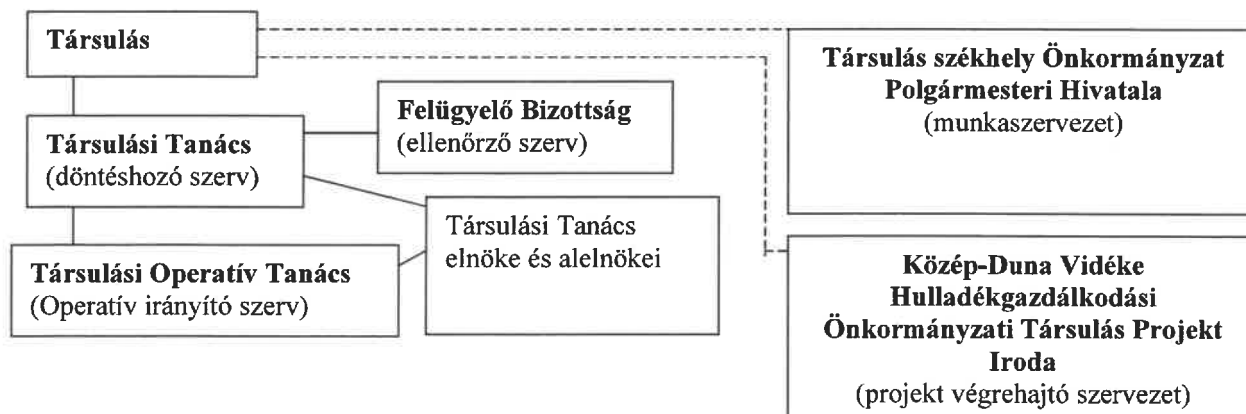 Társulás
Társulás székhely Önkormányzat
Polgármesteri Hivatala
(munkaszervezet)
Felügyelő Bizottság
(ellenőrző szerv)
Társulási Tanács
(döntéshozó szerv)
Társulási Tanács
elnöke és alelnökei
Társulási Operatív Tanács
(Operatív irányító szerv)
Közép-Duna Vidéke
Hulladékgazdálkodási
Önkormányzati Társulás Projekt
Iroda
(projekt végrehajtó szervezet)